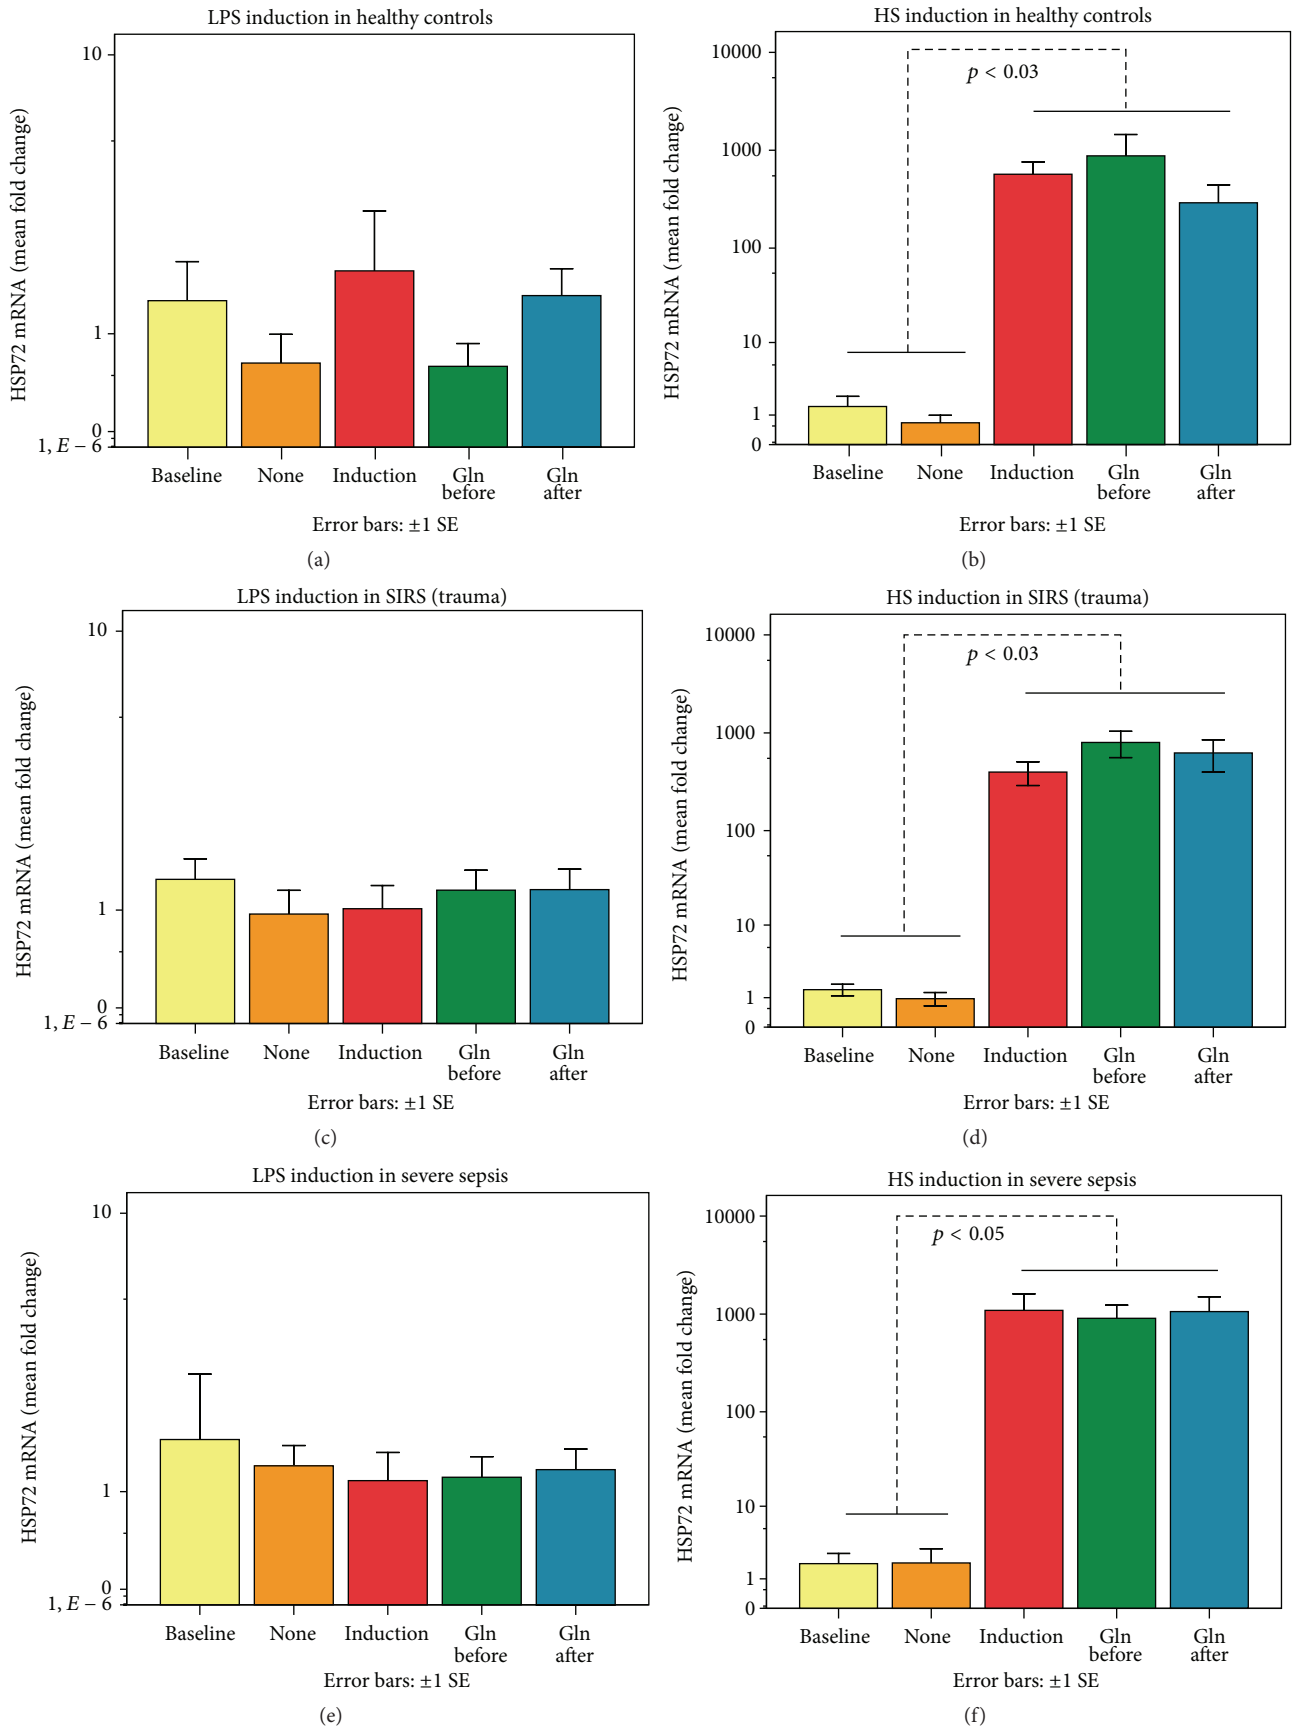 LPS induction in healthy controls
HSP72 mRNA (mean fold change)
10
1
0
1, E − 6
Baseline
None
Induction
Gln
before
Gln
after
Error bars: ±1 SE
(a)
HS induction in healthy controls
HSP72 mRNA (mean fold change)
10000
1000
100
10
1
0
p < 0.03
Baseline
None
Induction
Gln
before
Gln
after
Error bars: ±1 SE
(b)
LPS induction in SIRS (trauma)
HSP72 mRNA (mean fold change)
10
1
0
1, E − 6
Baseline
None
Induction
Gln
before
Gln
after
Error bars: ±1 SE
(c)
HS induction in SIRS (trauma)
HSP72 mRNA (mean fold change)
10000
1000
100
10
1
0
p < 0.03
Baseline
None
Induction
Gln
before
Gln
after
Error bars: ±1 SE
(d)
LPS induction in severe sepsis
HSP72 mRNA (mean fold change)
10
1
0
1, E − 6
Baseline
None
Induction
Gln
before
Gln
after
Error bars: ±1 SE
(e)
HS induction in severe sepsis
HSP72 mRNA (mean fold change)
10000
1000
100
10
1
0
p < 0.05
Baseline
None
Induction
Gln
before
Gln
after
Error bars: ±1 SE
(f)